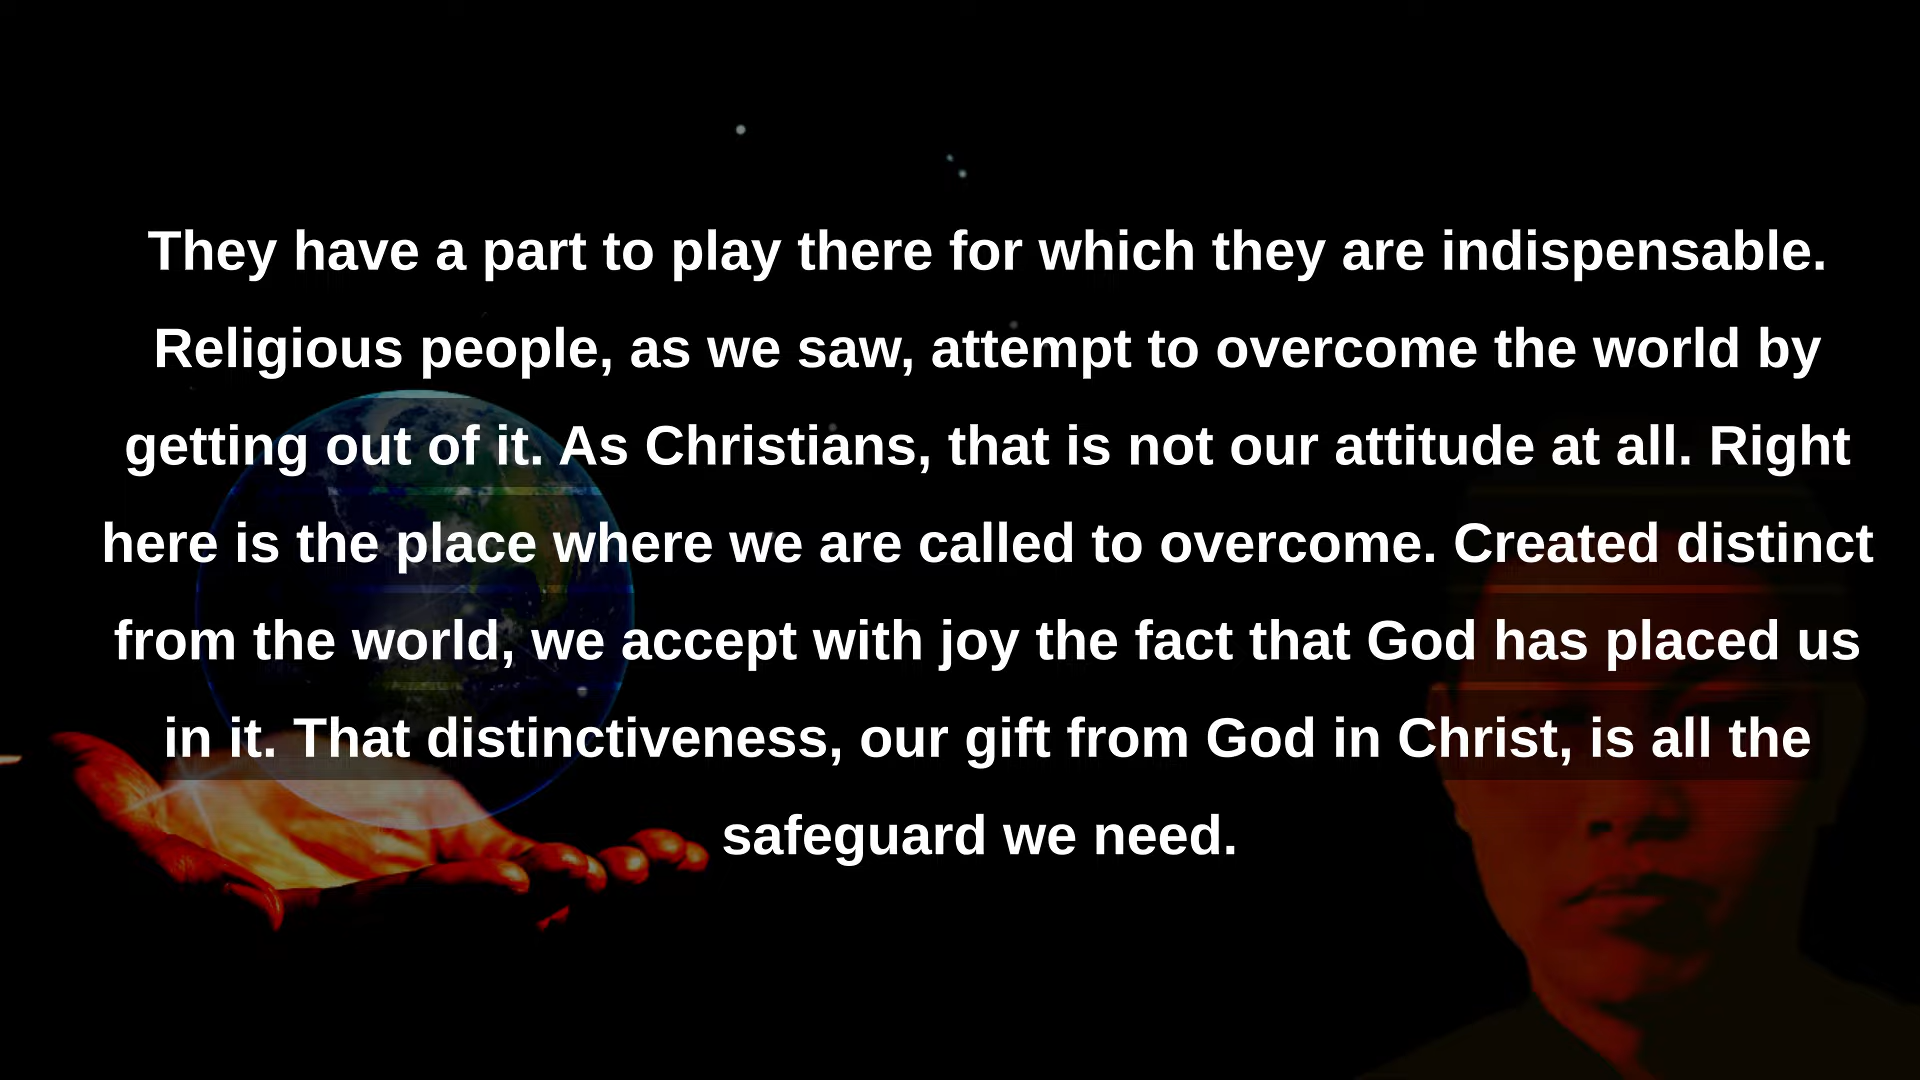 They have a part to play there for which they are indispensable.
Religious people, as we saw, attempt to overcome the world by
getting out of it. As Christians, that is not our attitude at all. Right
here is the place where we are called to overcome. Created distinct
from the world, we accept with joy the fact that God has placed us
in it. That distinctiveness, our gift from God in Christ, is all the
safeguard we need.